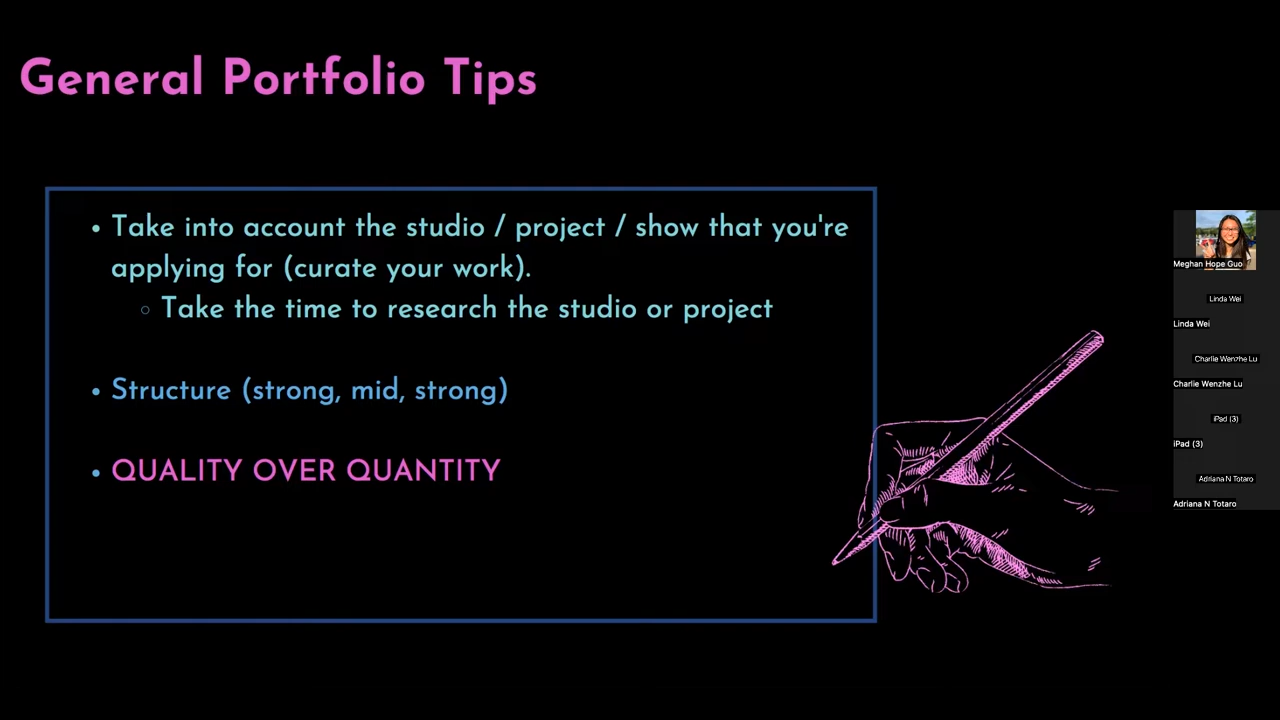 General Portfolio Tips
• Take into account the studio / project / show that you're
applying for (curate your work).
○ Take the time to research the studio or project
• Structure (strong, mid, strong)
• QUALITY OVER QUANTITY
Meghan Hope Guo
Linda Wei
Linda Wei
Charlie Wenzhe Lu
Charlie Wenzhe Lu
iPad (3)
iPad (3)
Adriana N Totaro
Adriana N Totaro